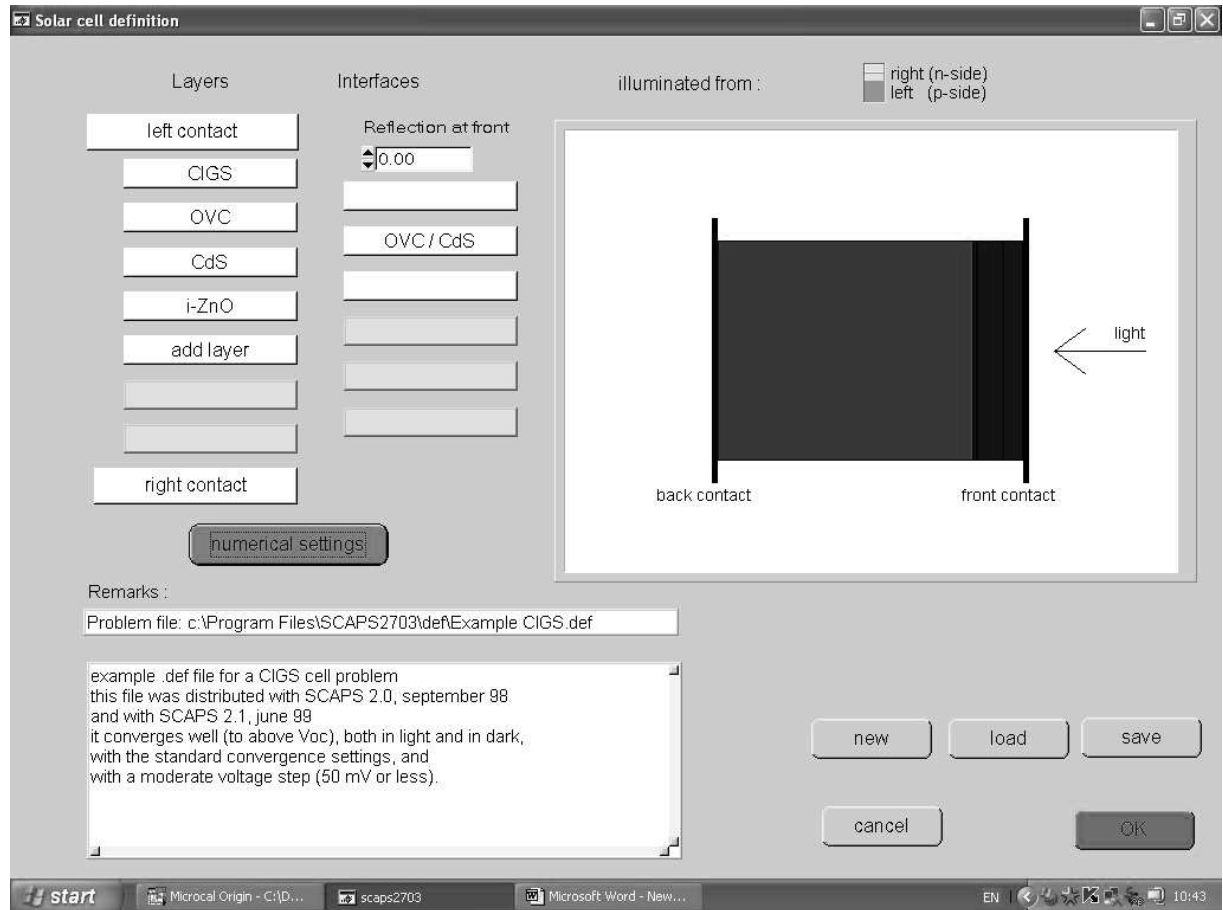 Solar cell definition
Layers
Interfaces
illuminated from :
right (n-side)
left (p-side)
left contact
CIGS
OVC
CdS
i-ZnO
add layer
right contact
Reflection at front
0.00
OVC / CdS
light
back contact
front contact
numerical settings
Remarks :
Problem file: c:\Program Files\SCAPS2703\def\Example CIGS.def
example .def file for a CIGS cell problem
this file was distributed with SCAPS 2.0, september 98
and with SCAPS 2.1, june 99
it converges well (to above Voc), both in light and in dark,
with the standard convergence settings, and
with a moderate voltage step (50 mV or less).
new
load
save
cancel
OK
start
Microcal Origin - C:\D...
scaps2703
Microsoft Word - New...
EN
10:43